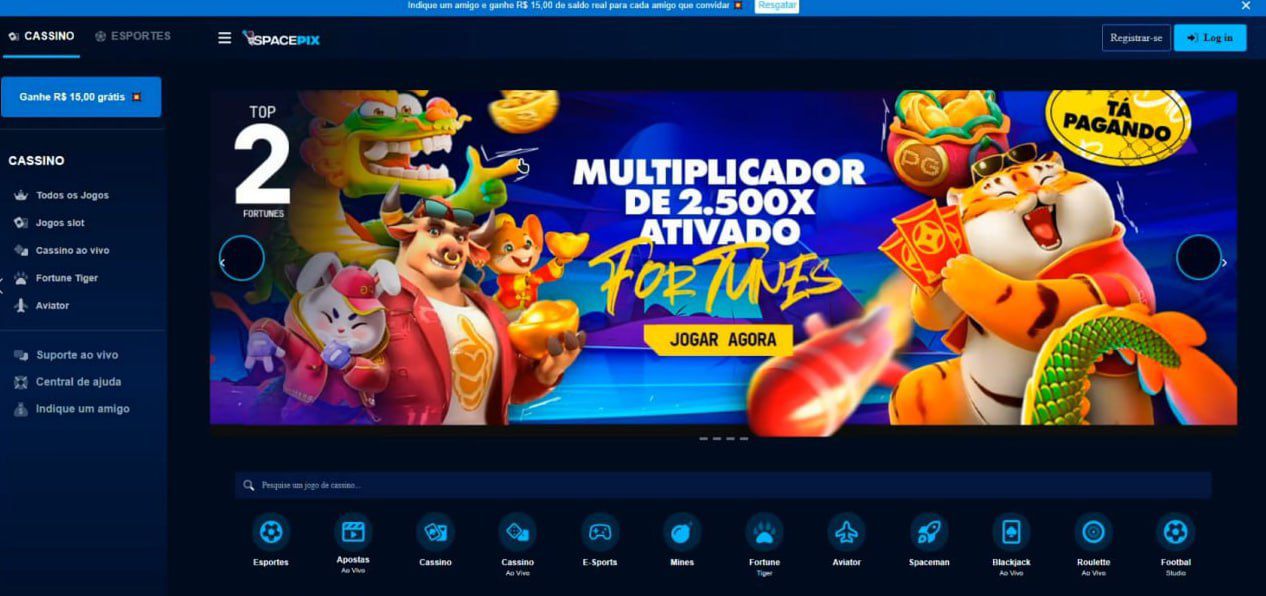 Indique um amigo e ganhe R$ 15,00 de saldo real para cada amigo que convidar
Resgatar
CASSINO
ESPORTES
SPACEPIX
Registrar-se
Log in
Ganhe R$ 15,00 grátis
CASSINO
Todos os Jogos
Jogos slot
Cassino ao vivo
Fortune Tiger
Aviator
Suporte ao vivo
Central de ajuda
Indique um amigo
TOP
2
FORTUNES
MULTIPLICADOR
DE 2.500X
ATIVADO
FORTUNES
JOGAR AGORA
PG
TÁ
PAGANDO
Pesquise um jogo de cassino...
Esportes
Apostas
Ao Vivo
Cassino
Cassino
Ao Vivo
E-Sports
Mines
Fortune
Tiger
Aviator
Spaceman
Blackjack
Ao Vivo
Roulette
Ao Vivo
Footbal
Studio